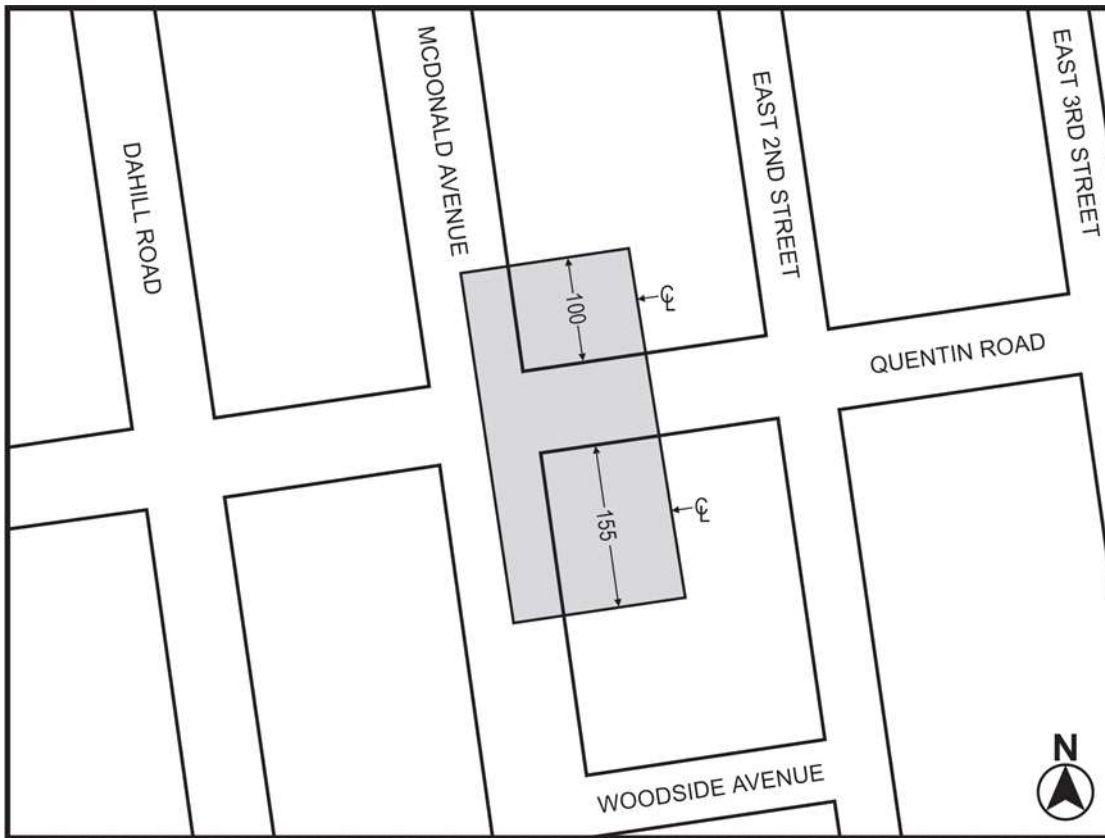 DAHILL ROAD
MCDONALD AVENUE
EAST 2ND STREET
EAST 3RD STREET
100
℄
QUENTIN ROAD
155
℄
WOODSIDE AVENUE
N